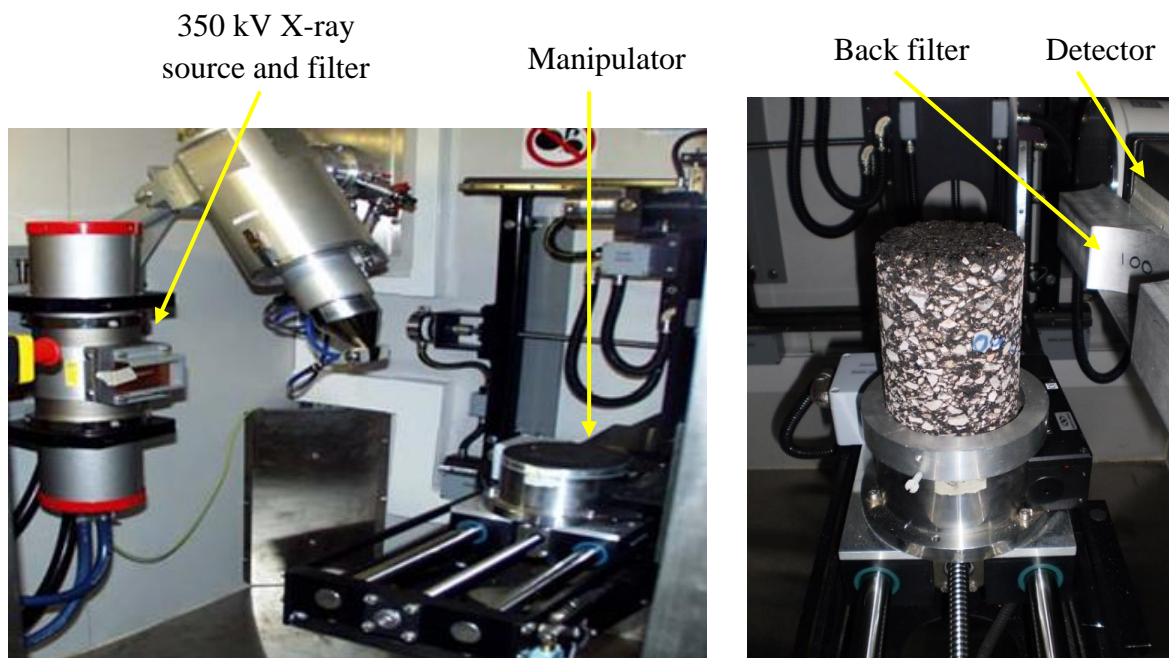 350 kV X-ray
source and filter
Manipulator
Back filter
Detector
100